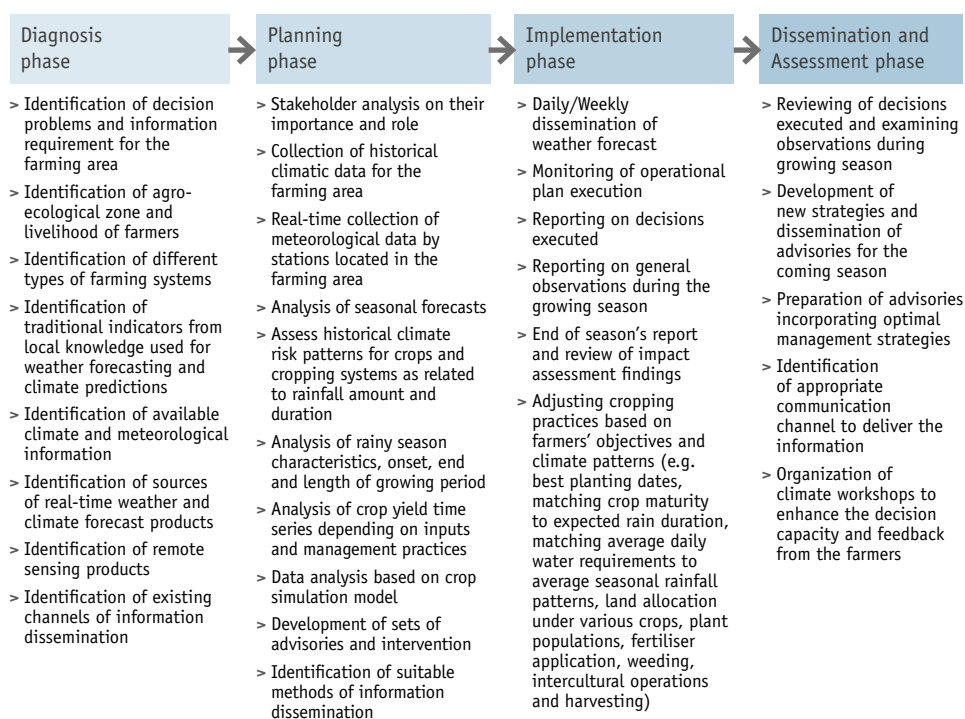 Diagnosis
phase
> Identification of decision
problems and information
requirement for the
farming area
> Identification of agro-
ecological zone and
livelihood of farmers
> Identification of different
types of farming systems
> Identification of
traditional indicators from
local knowledge used for
weather forecasting and
climate predictions
> Identification of available
climate and meteorological
information
> Identification of sources
of real-time weather and
climate forecast products
> Identification of remote
sensing products
> Identification of existing
channels of information
dissemination
Planning
phase
> Stakeholder analysis on their
importance and role
> Collection of historical
climatic data for the
farming area
> Real-time collection of
meteorological data by
stations located in the
farming area
> Analysis of seasonal forecasts
> Assess historical climate
risk patterns for crops and
cropping systems as related
to rainfall amount and
duration
> Analysis of rainy season
characteristics, onset, end
and length of growing period
> Analysis of crop yield time
series depending on inputs
and management practices
> Data analysis based on crop
simulation model
> Development of sets of
advisories and intervention
> Identification of suitable
methods of information
dissemination
Implementation
phase
> Daily/Weekly
dissemination of
weather forecast
> Monitoring of operational
plan execution
> Reporting on decisions
executed
> Reporting on general
observations during the
growing season
> End of season's report
and review of impact
assessment findings
> Adjusting cropping
practices based on
farmers' objectives and
climate patterns (e.g.
best planting dates,
matching crop maturity
to expected rain duration,
matching average daily
water requirements to
average seasonal rainfall
patterns, land allocation
under various crops, plant
populations, fertiliser
application, weeding,
intercultural operations
and harvesting)
Dissemination and
Assessment phase
> Reviewing of decisions
executed and examining
observations during
growing season
> Development of
new strategies and
dissemination of
advisories for the
coming season
> Preparation of advisories
incorporating optimal
management strategies
> Identification
of appropriate
communication
channel to deliver the
information
> Organization of
climate workshops to
enhance the decision
capacity and feedback
from the farmers